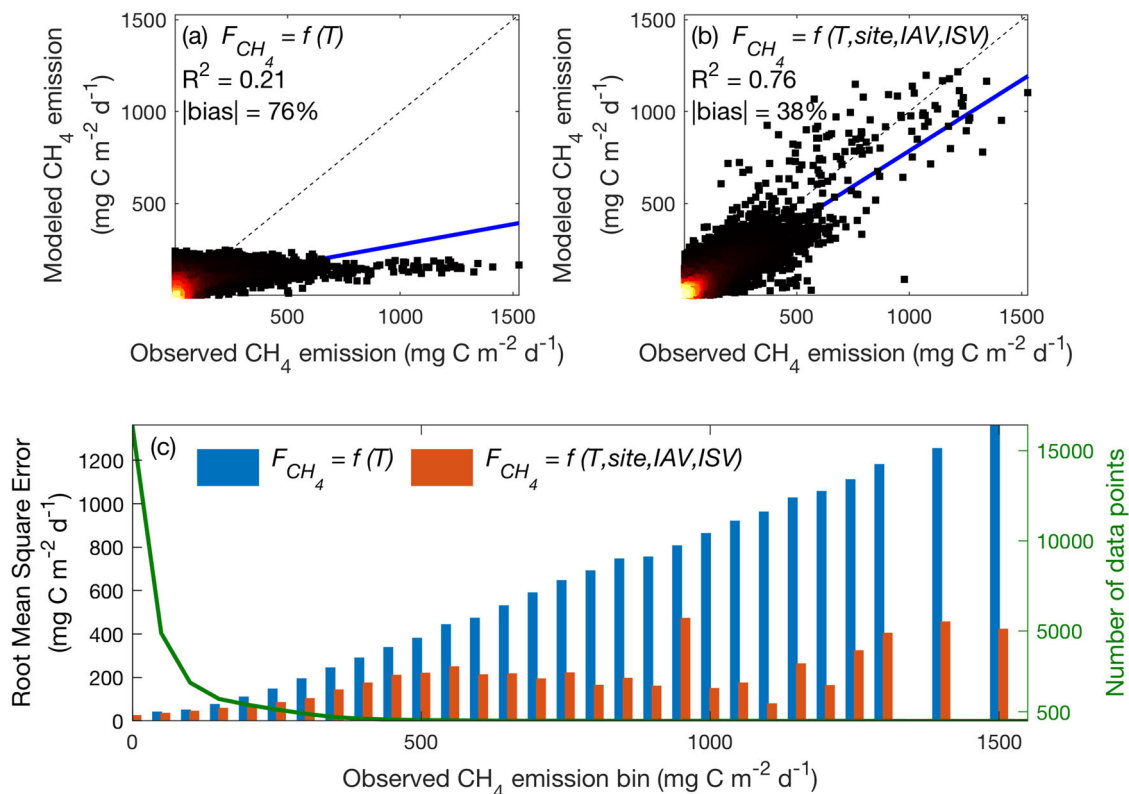 (a) F_CH4 = f (T)
R² = 0.21
|bias| = 76%
1500
1000
500
Modeled CH₄ emission
(mg C m⁻² d⁻¹)
500 1000 1500
Observed CH₄ emission (mg C m⁻² d⁻¹)
(b) F_CH4 = f (T,site,IAV,ISV)
R² = 0.76
|bias| = 38%
1500
1000
500
Modeled CH₄ emission
(mg C m⁻² d⁻¹)
500 1000 1500
Observed CH₄ emission (mg C m⁻² d⁻¹)
(c) F_CH4 = f (T) F_CH4 = f (T,site,IAV,ISV)
1200
1000
800
600
400
200
0
Root Mean Square Error
(mg C m⁻² d⁻¹)
15000
10000
5000
500
Number of data points
0 500 1000 1500
Observed CH₄ emission bin (mg C m⁻² d⁻¹)